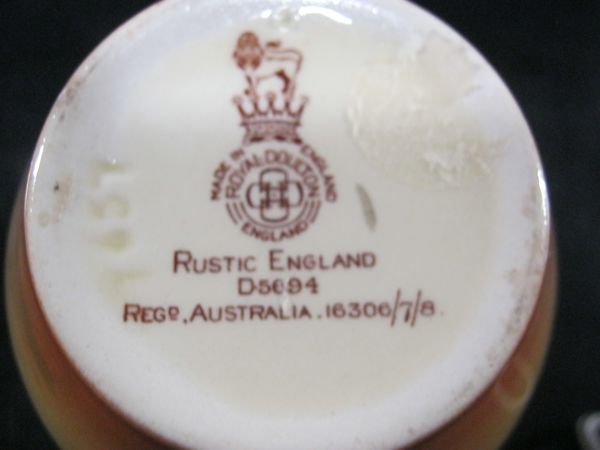 MADE IN ENGLAND
ROYAL DOULTON
ENGLAND
RUSTIC ENGLAND
D5694
REGD, AUSTRALIA. 16306/7/8.